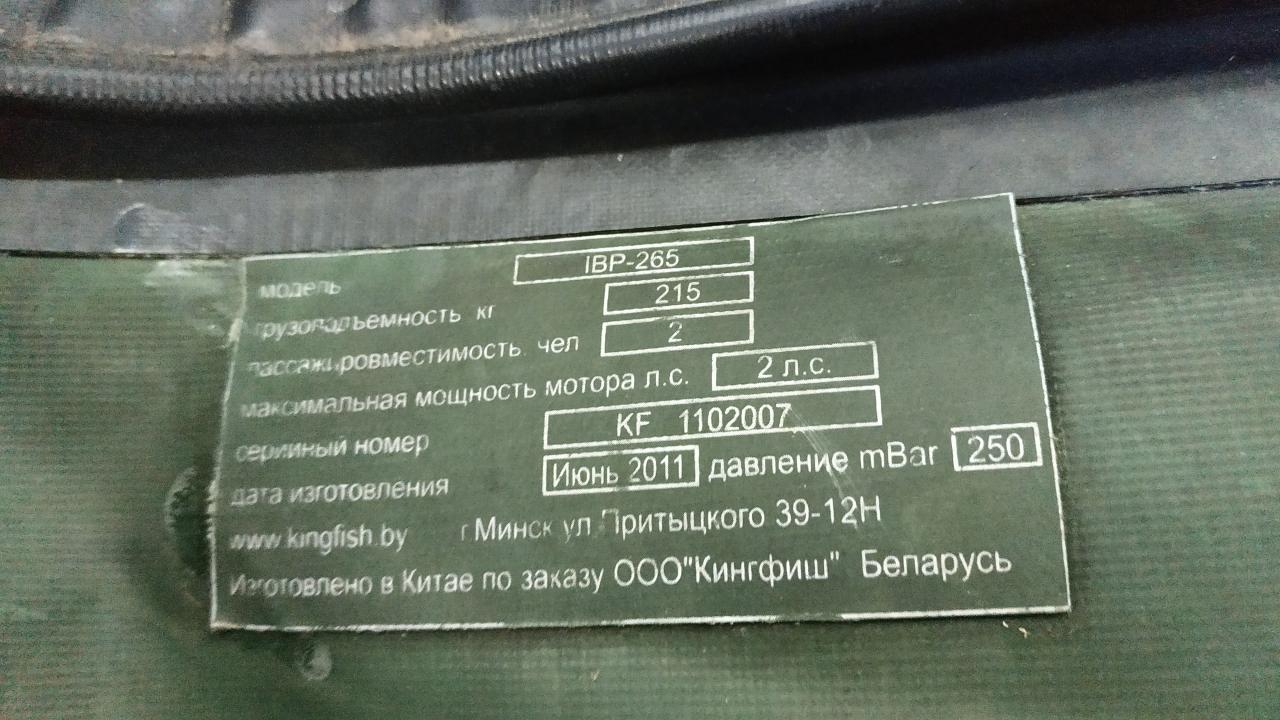 модель IBP-265
грузоподъемность кг 215
пассажировместимость. чел 2
максимальная мощность мотора л.с. 2 л.с.
серийный номер KF 1102007
дата изготовления Июнь 2011 давление mBar 250
www.kingfish.by г Минск ул Притыцкого 39-12Н
Изготовлено в Китае по заказу ООО"Кингфиш" Беларусь